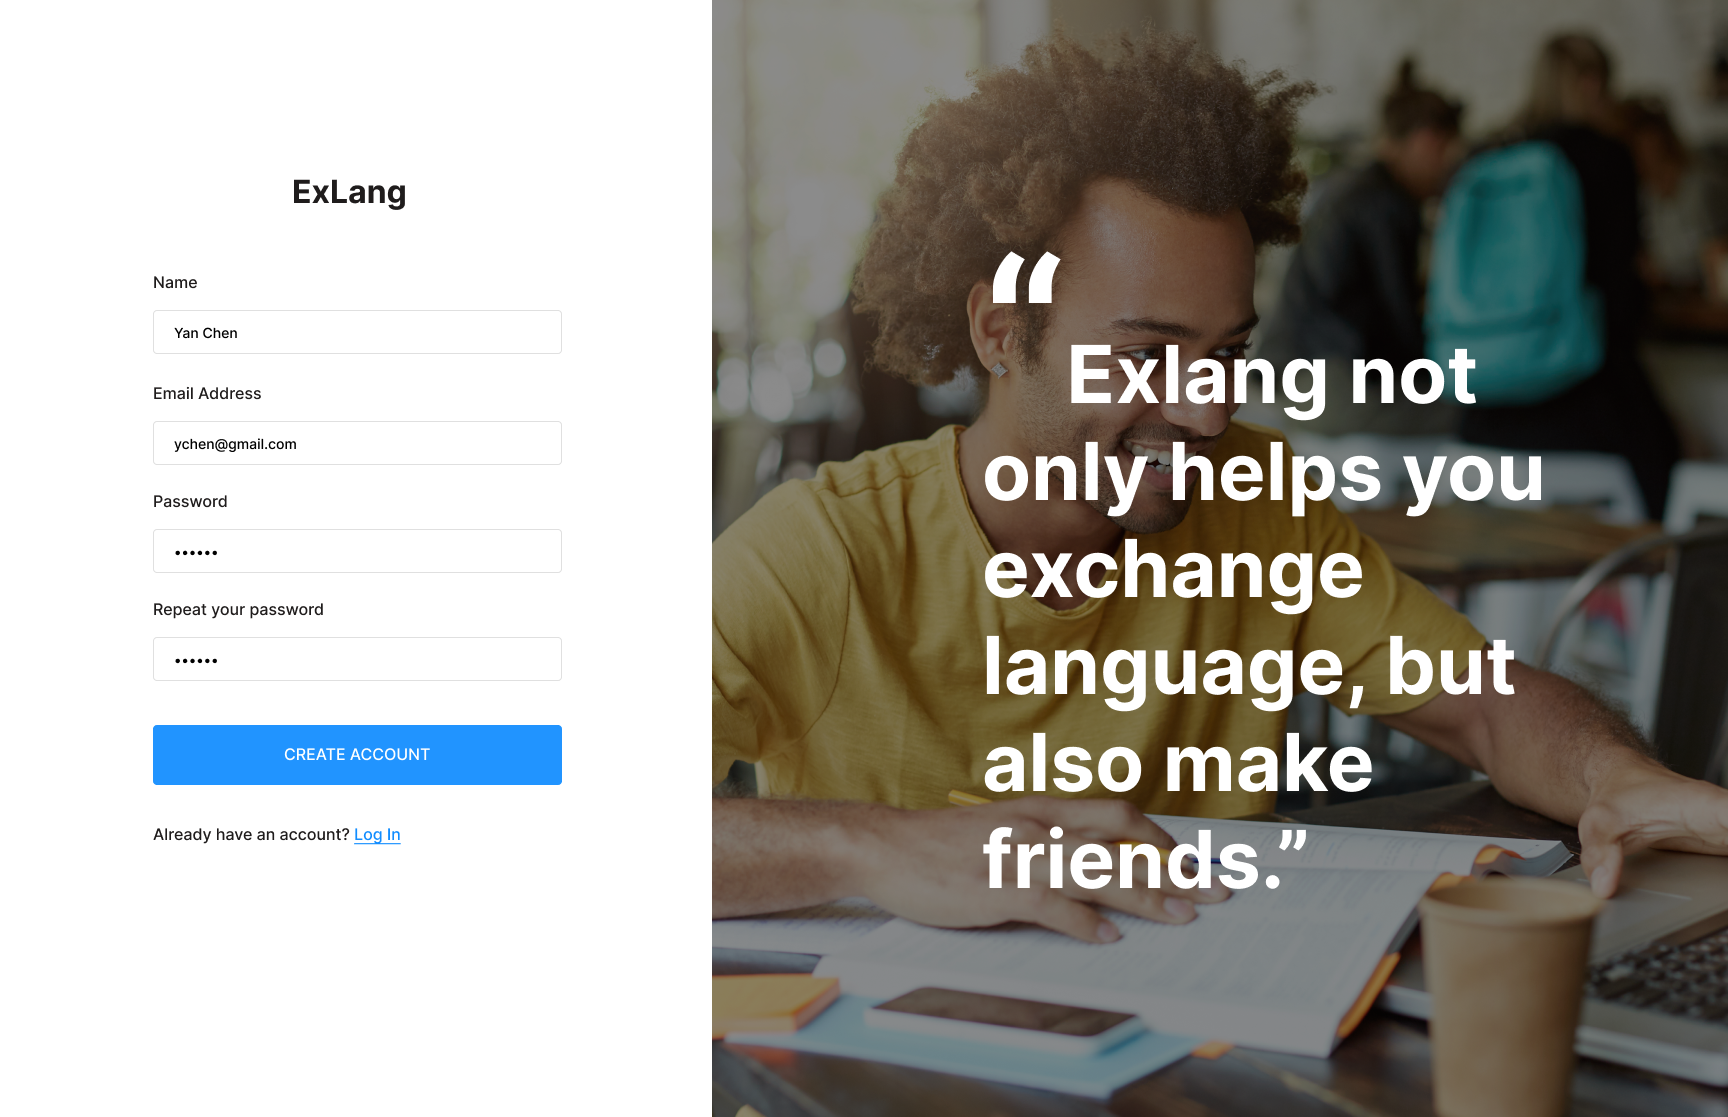 ExLang
Name
Yan Chen
Email Address
ychen@gmail.com
Password
••••••
Repeat your password
••••••
CREATE ACCOUNT
Already have an account? Log In
“
Exlang not
only helps you
exchange
language, but
also make
friends.”